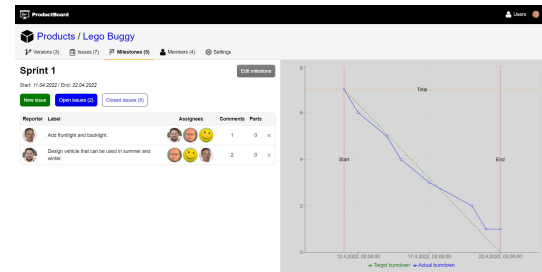 ProductBoard
Users
Products / Lego Buggy
Versions (3)
Issues (7)
Milestones (5)
Members (4)
Settings
Sprint 1
Edit milestone
Start: 11.04.2022 / End: 22.04.2022
New issue
Open issues (2)
Closed issues (5)
Reporter Label Assignees Comments Parts
Add frontlight and backlight. 1 0 ×
Design vehicle that can be used in summer and
winter. 2 0 ×
8
6
4
2
0
Total
Start
End
12.4.2022, 02:00:00
17.4.2022, 02:00:00
22.4.2022, 02:00:00
Target burndown
Actual burndown